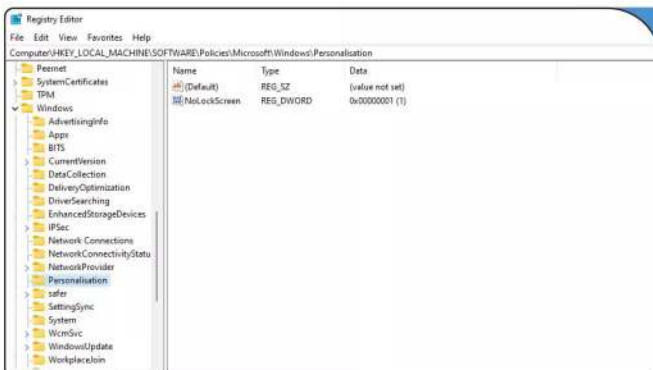 Registry Editor
File Edit View Favorites Help
Computer\HKEY_LOCAL_MACHINE\SOFTWARE\Policies\Microsoft\Windows\Personalisation
Peernet
SystemCertificates
TPM
Windows
AdvertisingInfo
Appx
BITS
CurrentVersion
DataCollection
DeliveryOptimization
DriverSearching
EnhancedStorageDevices
IPSec
Network Connections
NetworkConnectivityStatu
NetworkProvider
Personalisation
safer
SettingSync
System
WcmSvc
WindowsUpdate
WorkplaceJoin
Name Type Data
(Default) REG_SZ (value not set)
NoLockScreen REG_DWORD 0x00000001 (1)